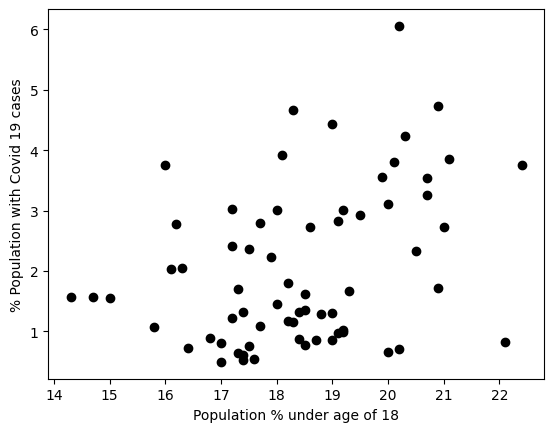 6
5
4
3
2
1
% Population with Covid 19 cases
14 15 16 17 18 19 20 21 22
Population % under age of 18